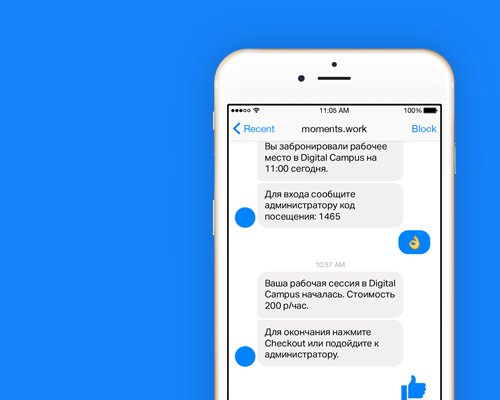 11:05 AM 100%
Recent moments.work Block
Вы забронировали рабочее
место в Digital Campus на
11:00 сегодня.
Для входа сообщите
администратору код
посещения: 1465
10:57 AM
Ваша рабочая сессия в Digital
Campus началась. Стоимость
200 р/час.
Для окончания нажмите
Checkout или подойдите к
администратору.